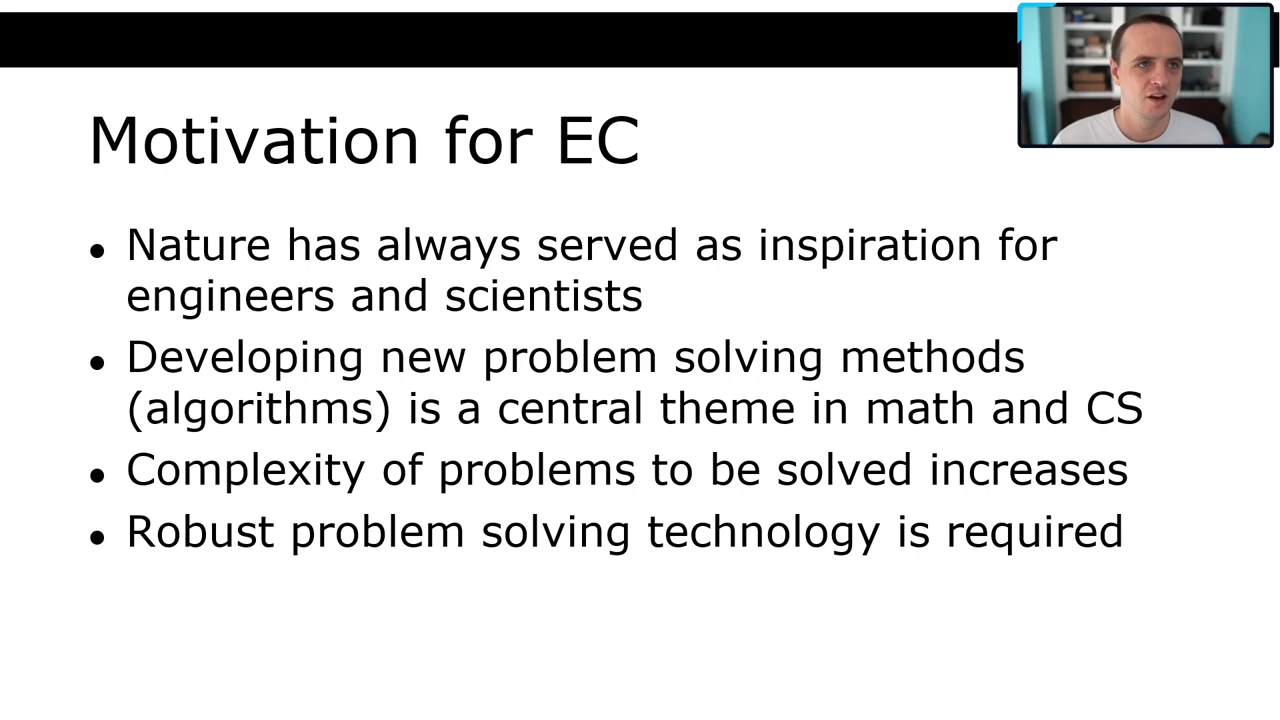 Motivation for EC
• Nature has always served as inspiration for
engineers and scientists
• Developing new problem solving methods
(algorithms) is a central theme in math and CS
• Complexity of problems to be solved increases
• Robust problem solving technology is required